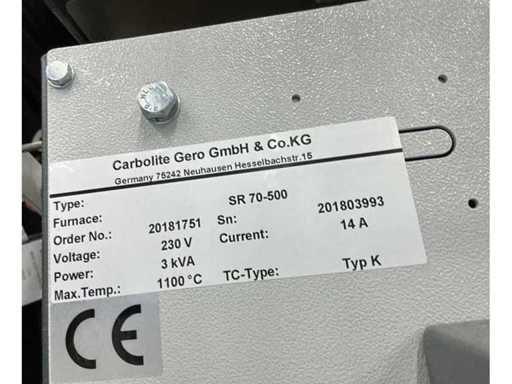 Carbolite Gero GmbH & Co.KG
Germany 75242 Neuhausen Hesselbachstr.15
Type:
Furnace: SR 70-500
Order No.: 20181751 Sn: 201803993
Voltage: 230 V Current: 14 A
Power: 3 kVA
Max.Temp.: 1100 °C TC-Type: Typ K
CE